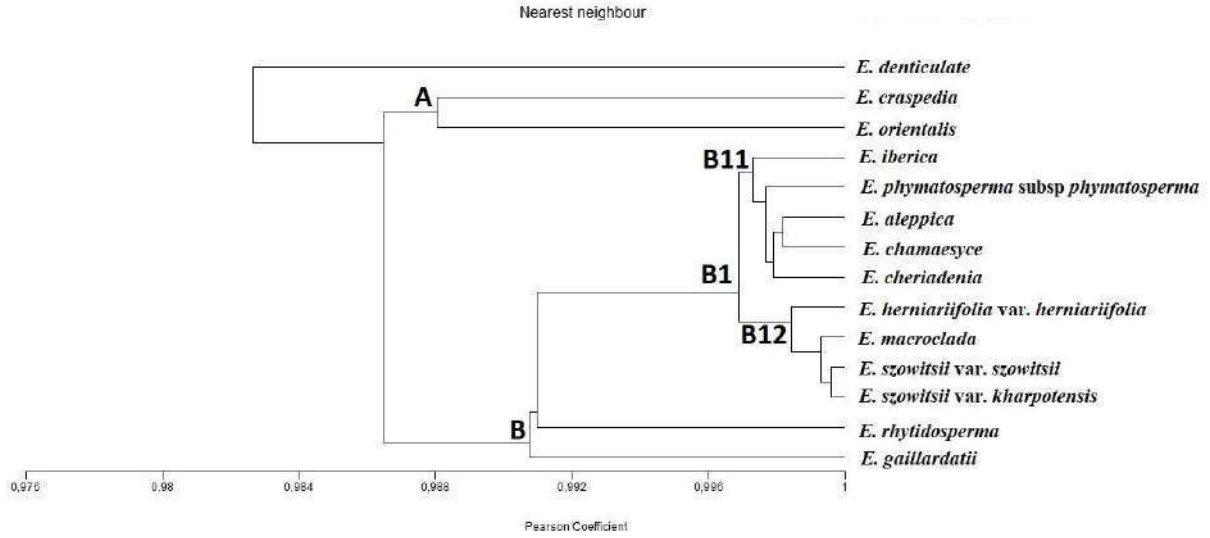 Nearest neighbour
E. denticulate
A
E. craspedia
E. orientalis
B11
E. iberica
E. phymatosperma subsp phymatosperma
E. aleppica
E. chamaesyce
B1
E. cheriadenia
E. herniariifolia var. herniariifolia
B12
E. macroclada
E. szowitsii var. szowitsii
E. szowitsii var. kharpotensis
B
E. rhytidosperma
E. gaillardatii
0,976 0,98 0,984 0,988 0,992 0,996 1
Pearson Coefficient